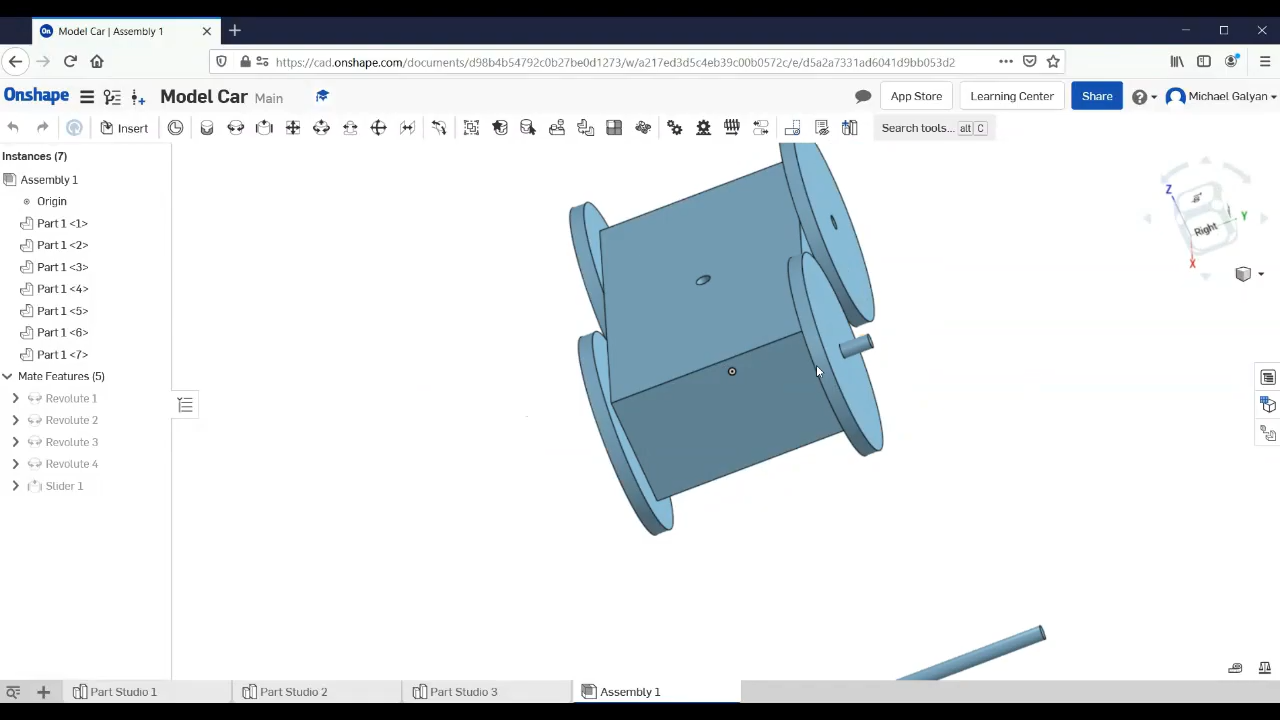 On Model Car | Assembly 1
https://cad.onshape.com/documents/d98b4b54795c0b27be0d1273/w/a217ed3d5c4eb39c00b0572c/e/d5a2a7331ad6041d9bb053d2
Onshape Model Car Main App Store Learning Center Share Michael Galyan
Insert Search tools... alt C
Instances (7)
Assembly 1
Origin
Part 1 <1>
Part 1 <2>
Part 1 <3>
Part 1 <4>
Part 1 <5>
Part 1 <6>
Part 1 <7>
Mate Features (5)
Revolute 1
Revolute 2
Revolute 3
Revolute 4
Slider 1
Z
Y
Right
X
Part Studio 1 Part Studio 2 Part Studio 3 Assembly 1